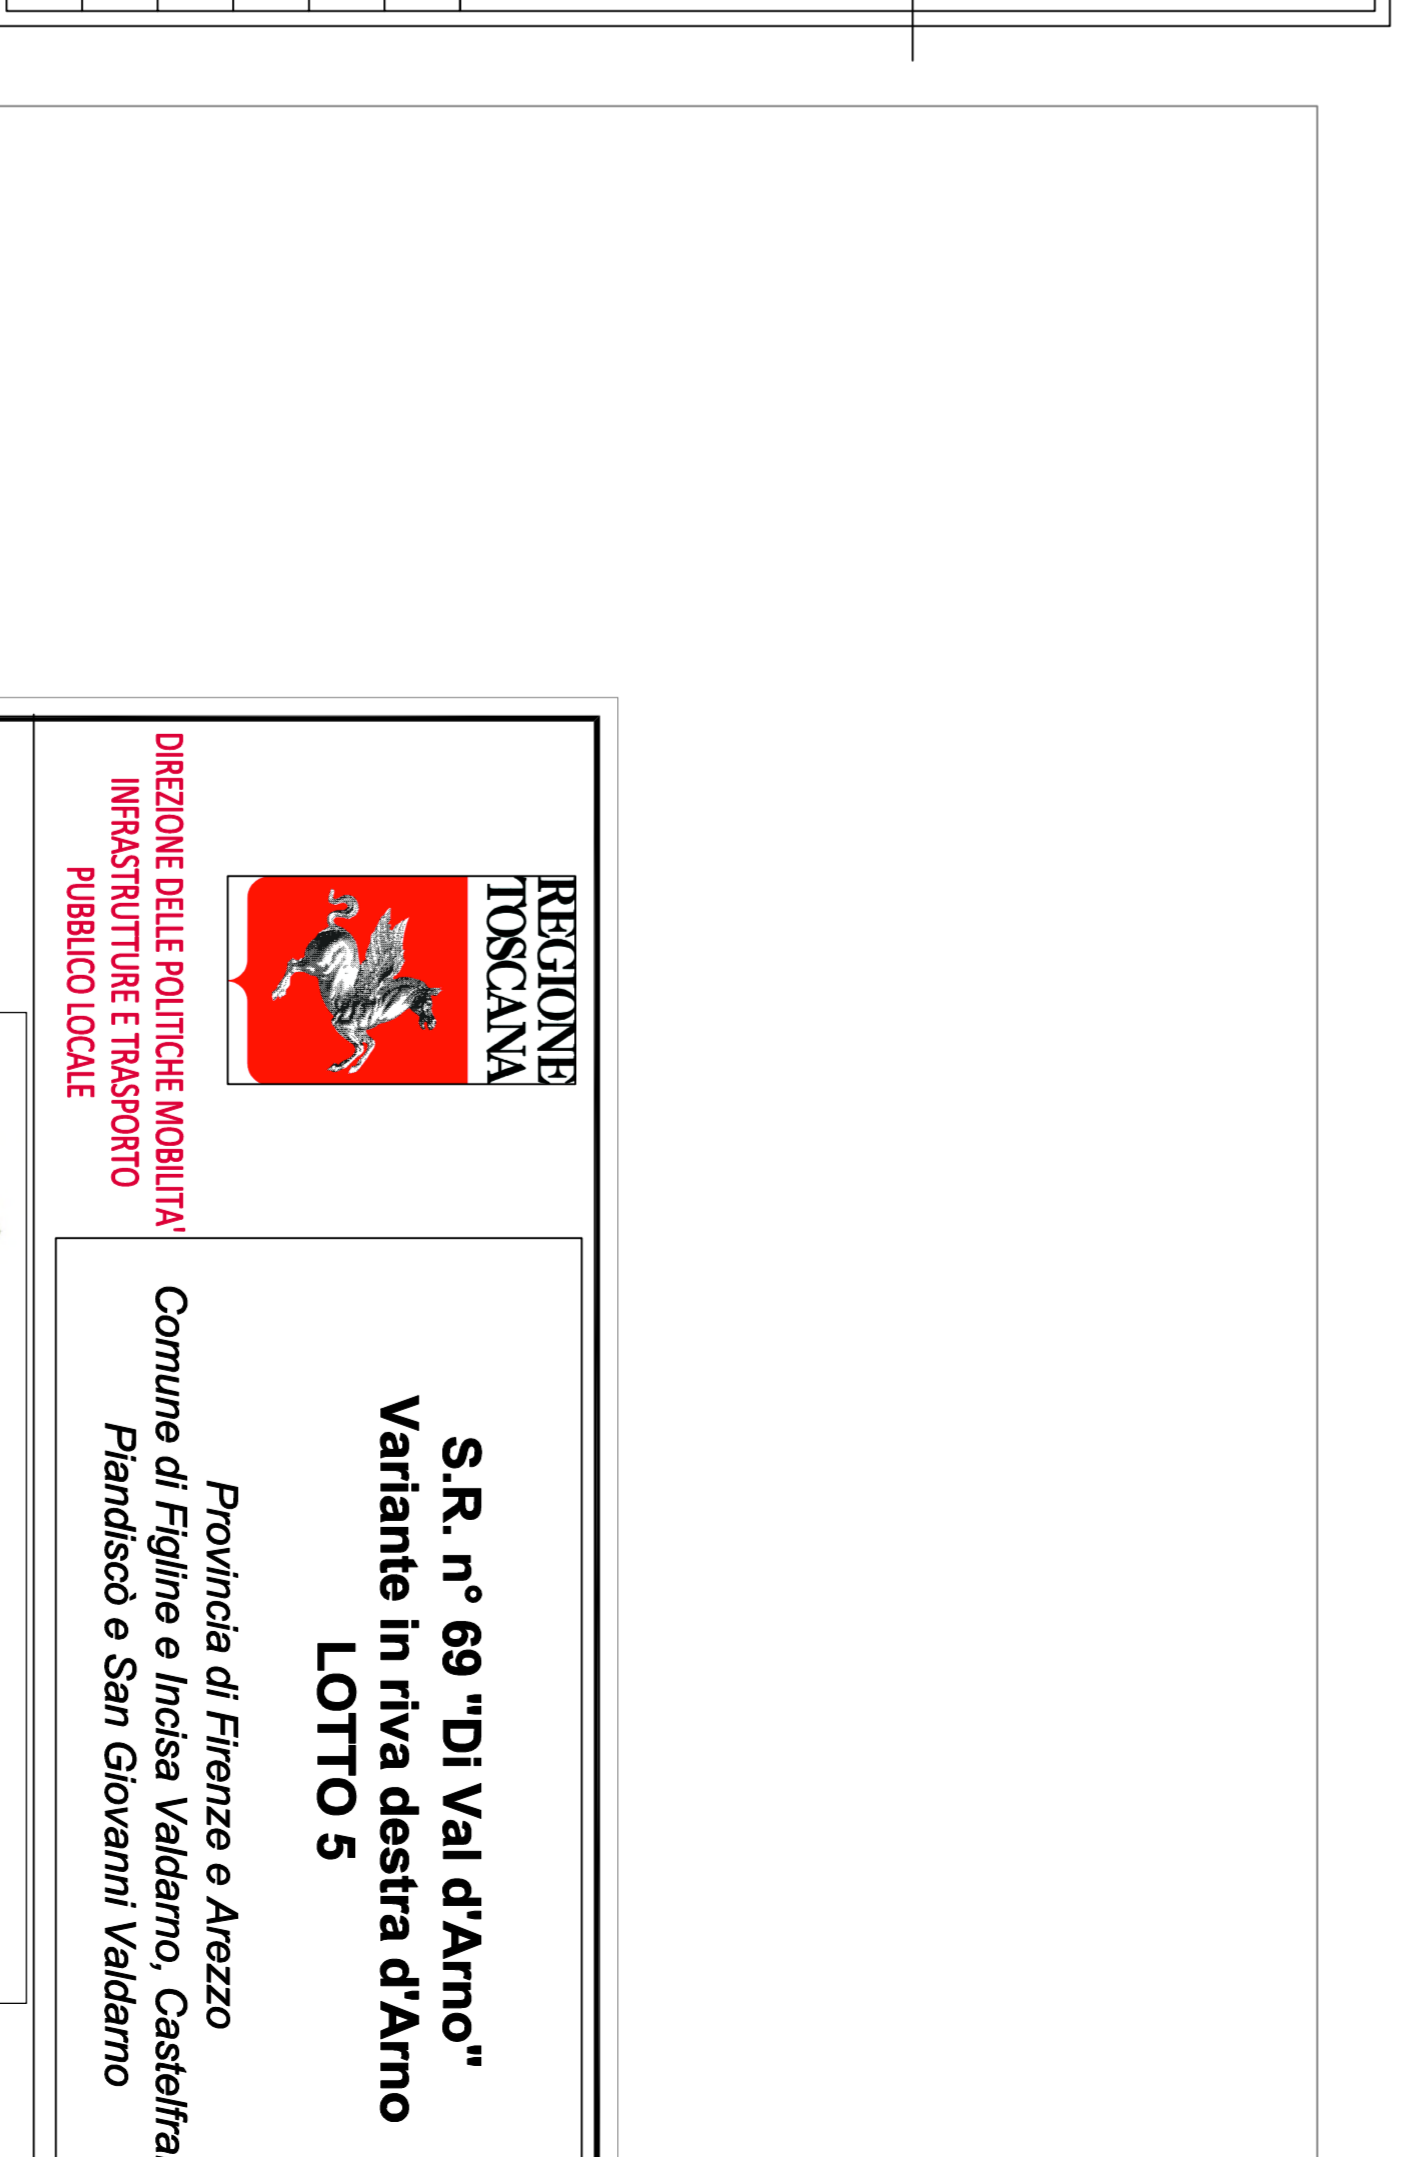 REGIONE
TOSCANA
DIREZIONE DELLE POLITICHE MOBILITA'
INFRASTRUTTURE E TRASPORTO
PUBBLICO LOCALE
S.R. n° 69 "Di Val d'Arno"
Variante in riva destra d'Arno
LOTTO 5
Provincia di Firenze e Arezzo
Comune di Figline e Incisa Valdarno,
Piandiscò e San Giovanni Valdarno